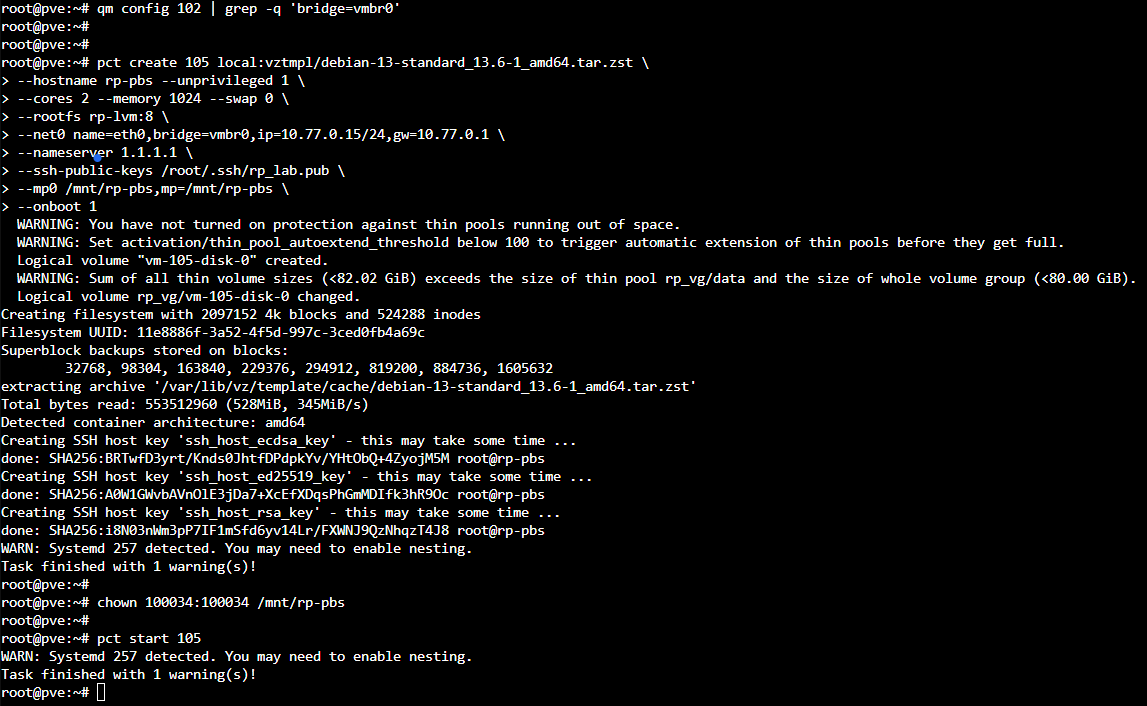 root@pve:~# qm config 102 | grep -q 'bridge=vmbr0'
root@pve:~#
root@pve:~#
root@pve:~# pct create 105 local:vztmpl/debian-13-standard_13.6-1_amd64.tar.zst \
> --hostname rp-pbs --unprivileged 1 \
> --cores 2 --memory 1024 --swap 0 \
> --rootfs rp-lvm:8 \
> --net0 name=eth0,bridge=vmbr0,ip=10.77.0.15/24,gw=10.77.0.1 \
> --nameserver 1.1.1.1 \
> --ssh-public-keys /root/.ssh/rp_lab.pub \
> --mp0 /mnt/rp-pbs,mp=/mnt/rp-pbs \
> --onboot 1
  WARNING: You have not turned on protection against thin pools running out of space.
  WARNING: Set activation/thin_pool_autoextend_threshold below 100 to trigger automatic extension of thin pools before they get full.
  Logical volume "vm-105-disk-0" created.
  WARNING: Sum of all thin volume sizes (<82.02 GiB) exceeds the size of thin pool rp_vg/data and the size of whole volume group (<80.00 GiB).
  Logical volume rp_vg/vm-105-disk-0 changed.
Creating filesystem with 2097152 4k blocks and 524288 inodes
Filesystem UUID: 11e8886f-3a52-4f5d-997c-3ced0fb4a69c
Superblock backups stored on blocks:
        32768, 98304, 163840, 229376, 294912, 819200, 884736, 1605632
extracting archive '/var/lib/vz/template/cache/debian-13-standard_13.6-1_amd64.tar.zst'
Total bytes read: 553512960 (528MiB, 345MiB/s)
Detected container architecture: amd64
Creating SSH host key 'ssh_host_ecdsa_key' - this may take some time ...
done: SHA256:BRTwfD3yrt/Knds0JhtfDPdpkYv/YHtObQ+4ZyojM5M root@rp-pbs
Creating SSH host key 'ssh_host_ed25519_key' - this may take some time ...
done: SHA256:A0W1GWvbAVnOlE3jDa7+XcEfXDqsPhGmMDIfk3hR9Oc root@rp-pbs
Creating SSH host key 'ssh_host_rsa_key' - this may take some time ...
done: SHA256:i8N03nWm3pP7IF1mSfd6yv14Lr/FXWNJ9QzNhqzT4J8 root@rp-pbs
WARN: Systemd 257 detected. You may need to enable nesting.
Task finished with 1 warning(s)!
root@pve:~#
root@pve:~# chown 100034:100034 /mnt/rp-pbs
root@pve:~#
root@pve:~# pct start 105
WARN: Systemd 257 detected. You may need to enable nesting.
Task finished with 1 warning(s)!
root@pve:~#